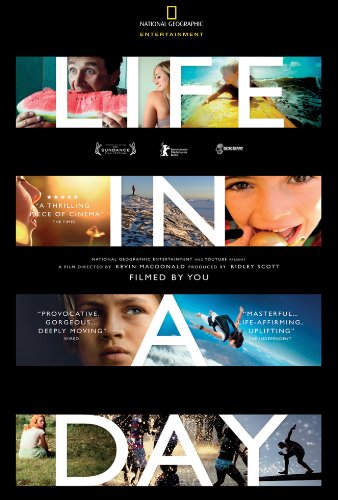 NATIONAL GEOGRAPHIC
ENTERTAINMENT
LIFE
SUNDANCE
IN
★★★★★
"A THRILLING
PIECE OF CINEMA"
THE TIMES
NATIONAL GEOGRAPHIC ENTERTAINMENT AND YOUTUBE PRESENT
A FILM DIRECTED BY KEVIN MACDONALD PRODUCED BY RIDLEY SCOTT
FILMED BY YOU
A
"PROVOCATIVE,
GORGEOUS...
DEEPLY MOVING"
WIRED
"MASTERFUL...
LIFE-AFFIRMING,
UPLIFTING"
DAY